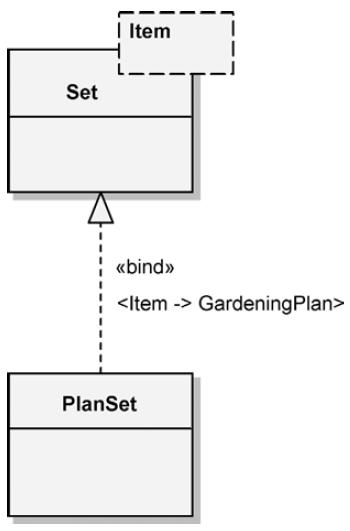 Item
Set
«bind»
<Item -> GardeningPlan>
PlanSet